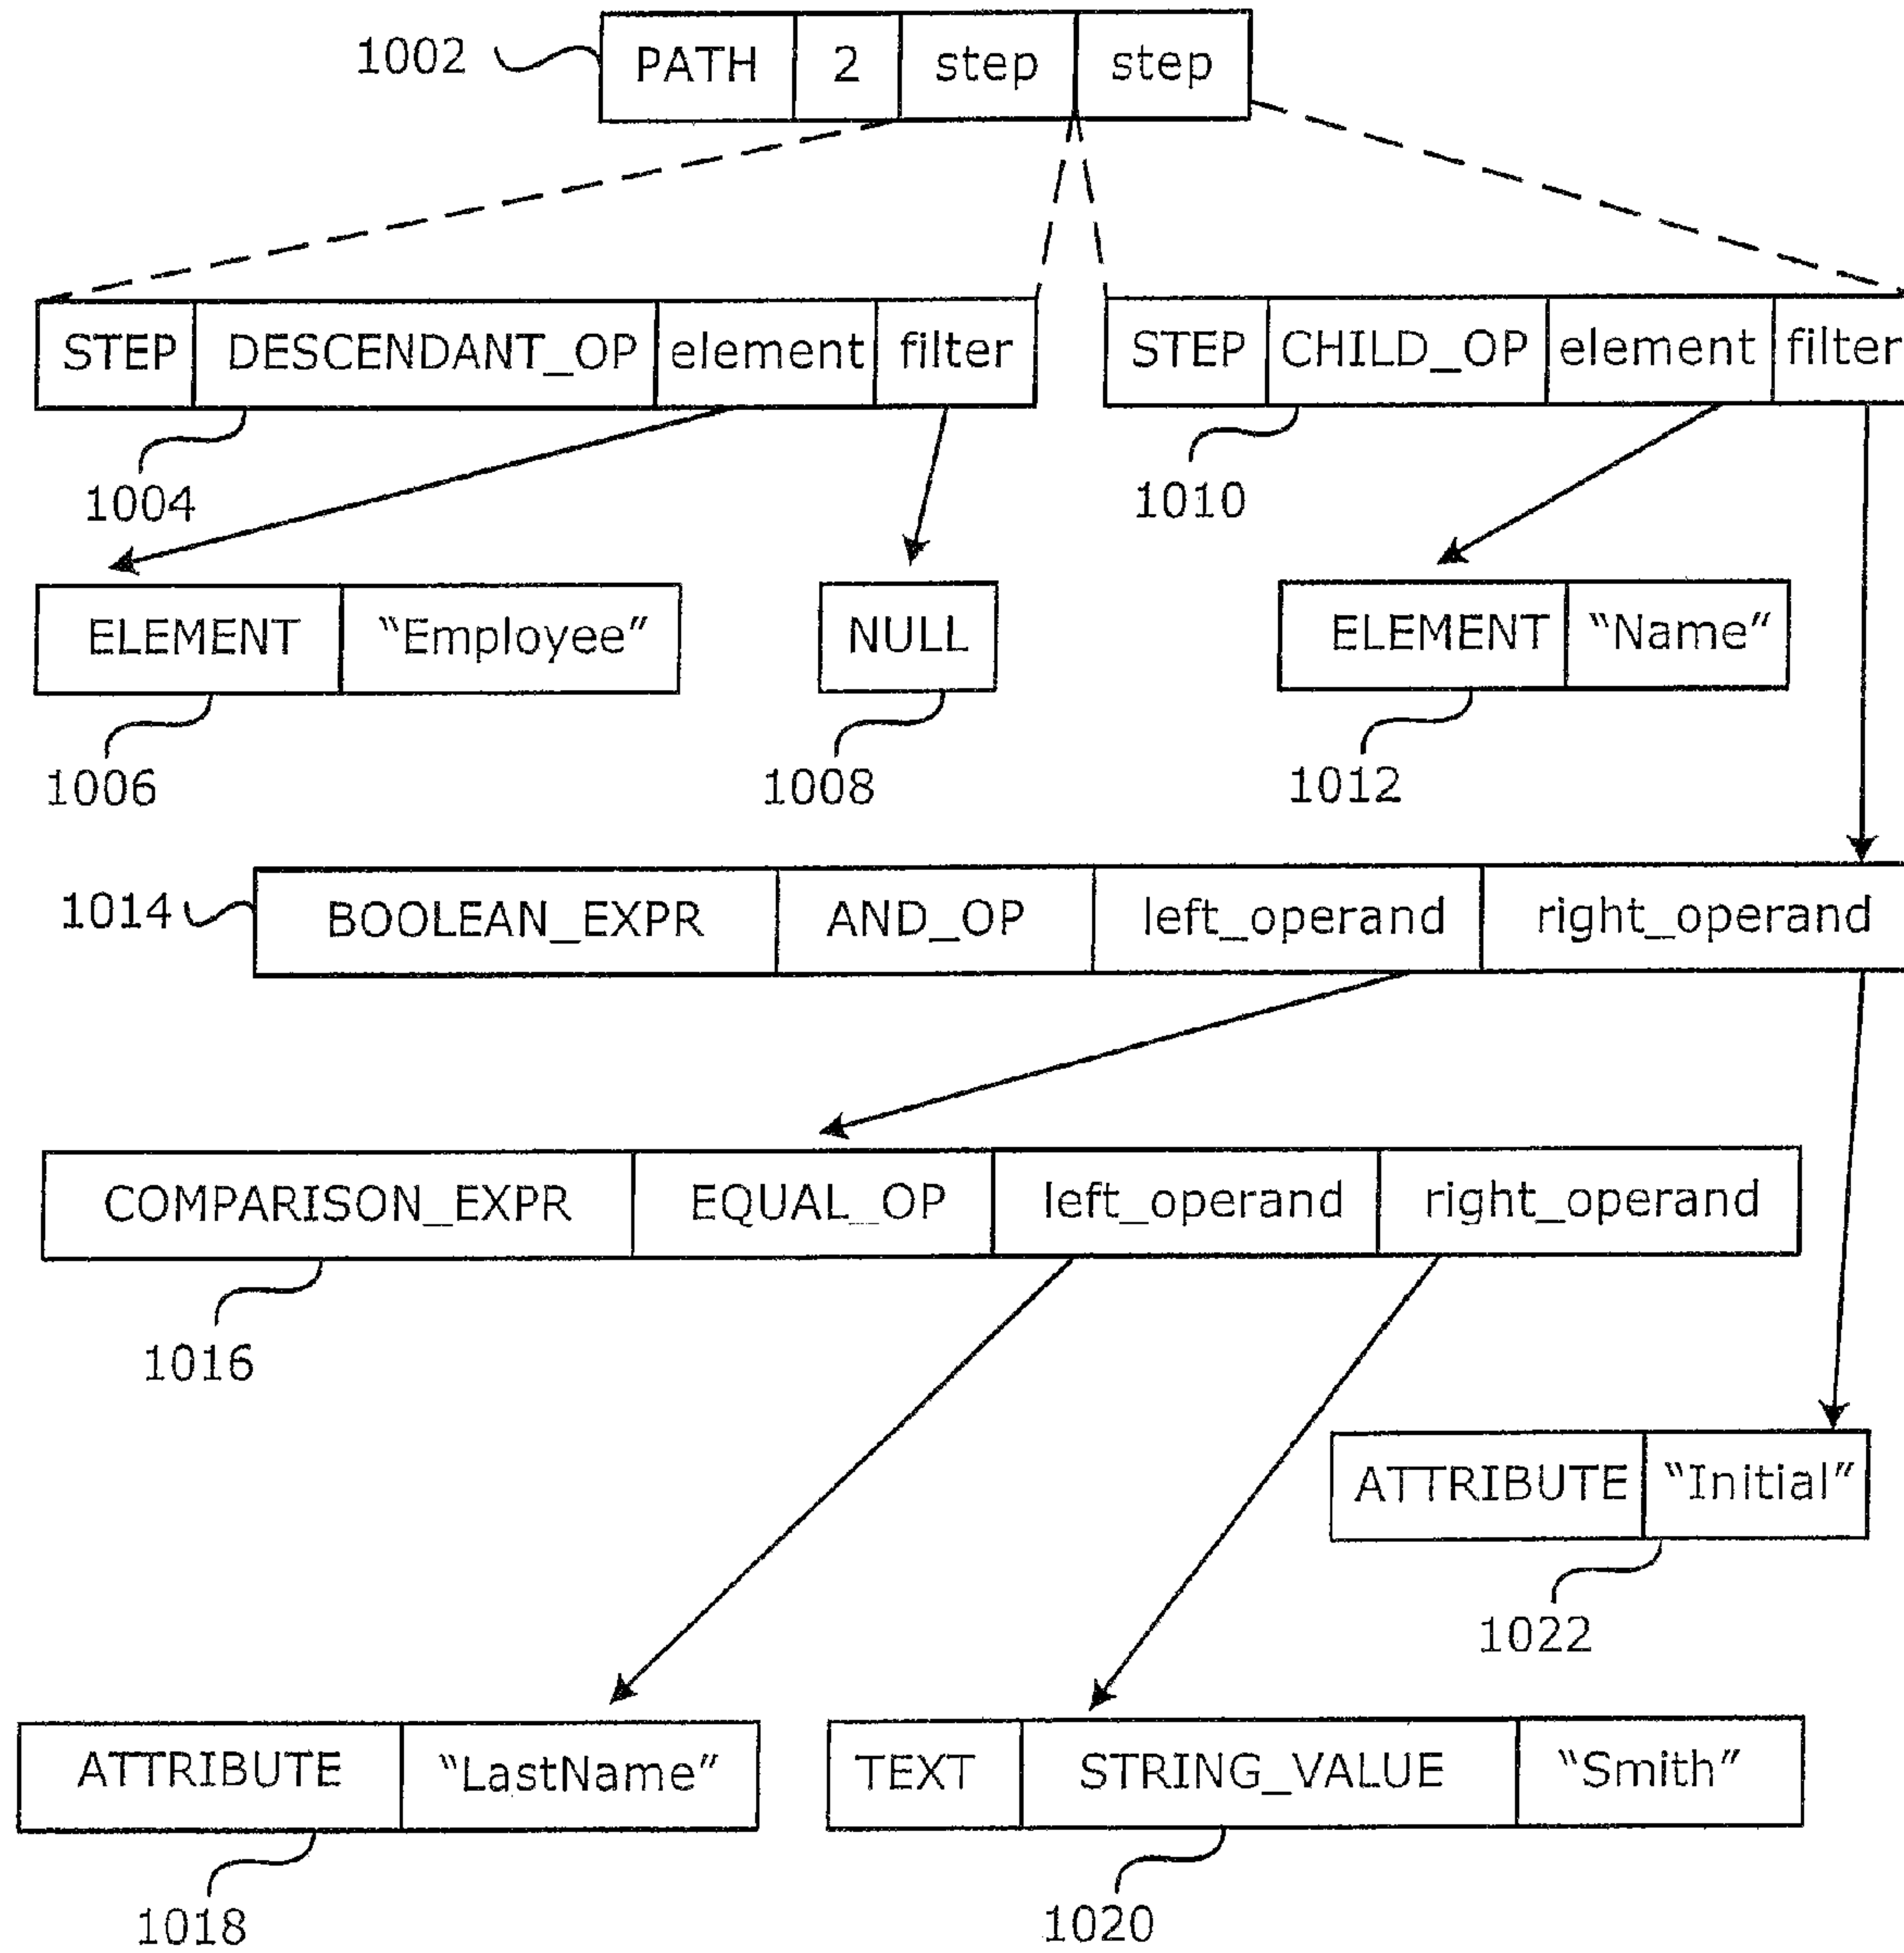 1002 PATH 2 step step
STEP DESCENDANT_OP element filter STEP CHILD_OP element filter
1004 1010
ELEMENT “Employee” NULL ELEMENT “Name”
1006 1008 1012
1014 BOOLEAN_EXPR AND_OP left_operand right_operand
COMPARISON_EXPR EQUAL_OP left_operand right_operand
1016
ATTRIBUTE “Initial”
1022
ATTRIBUTE “LastName” TEXT STRING_VALUE “Smith”
1018 1020